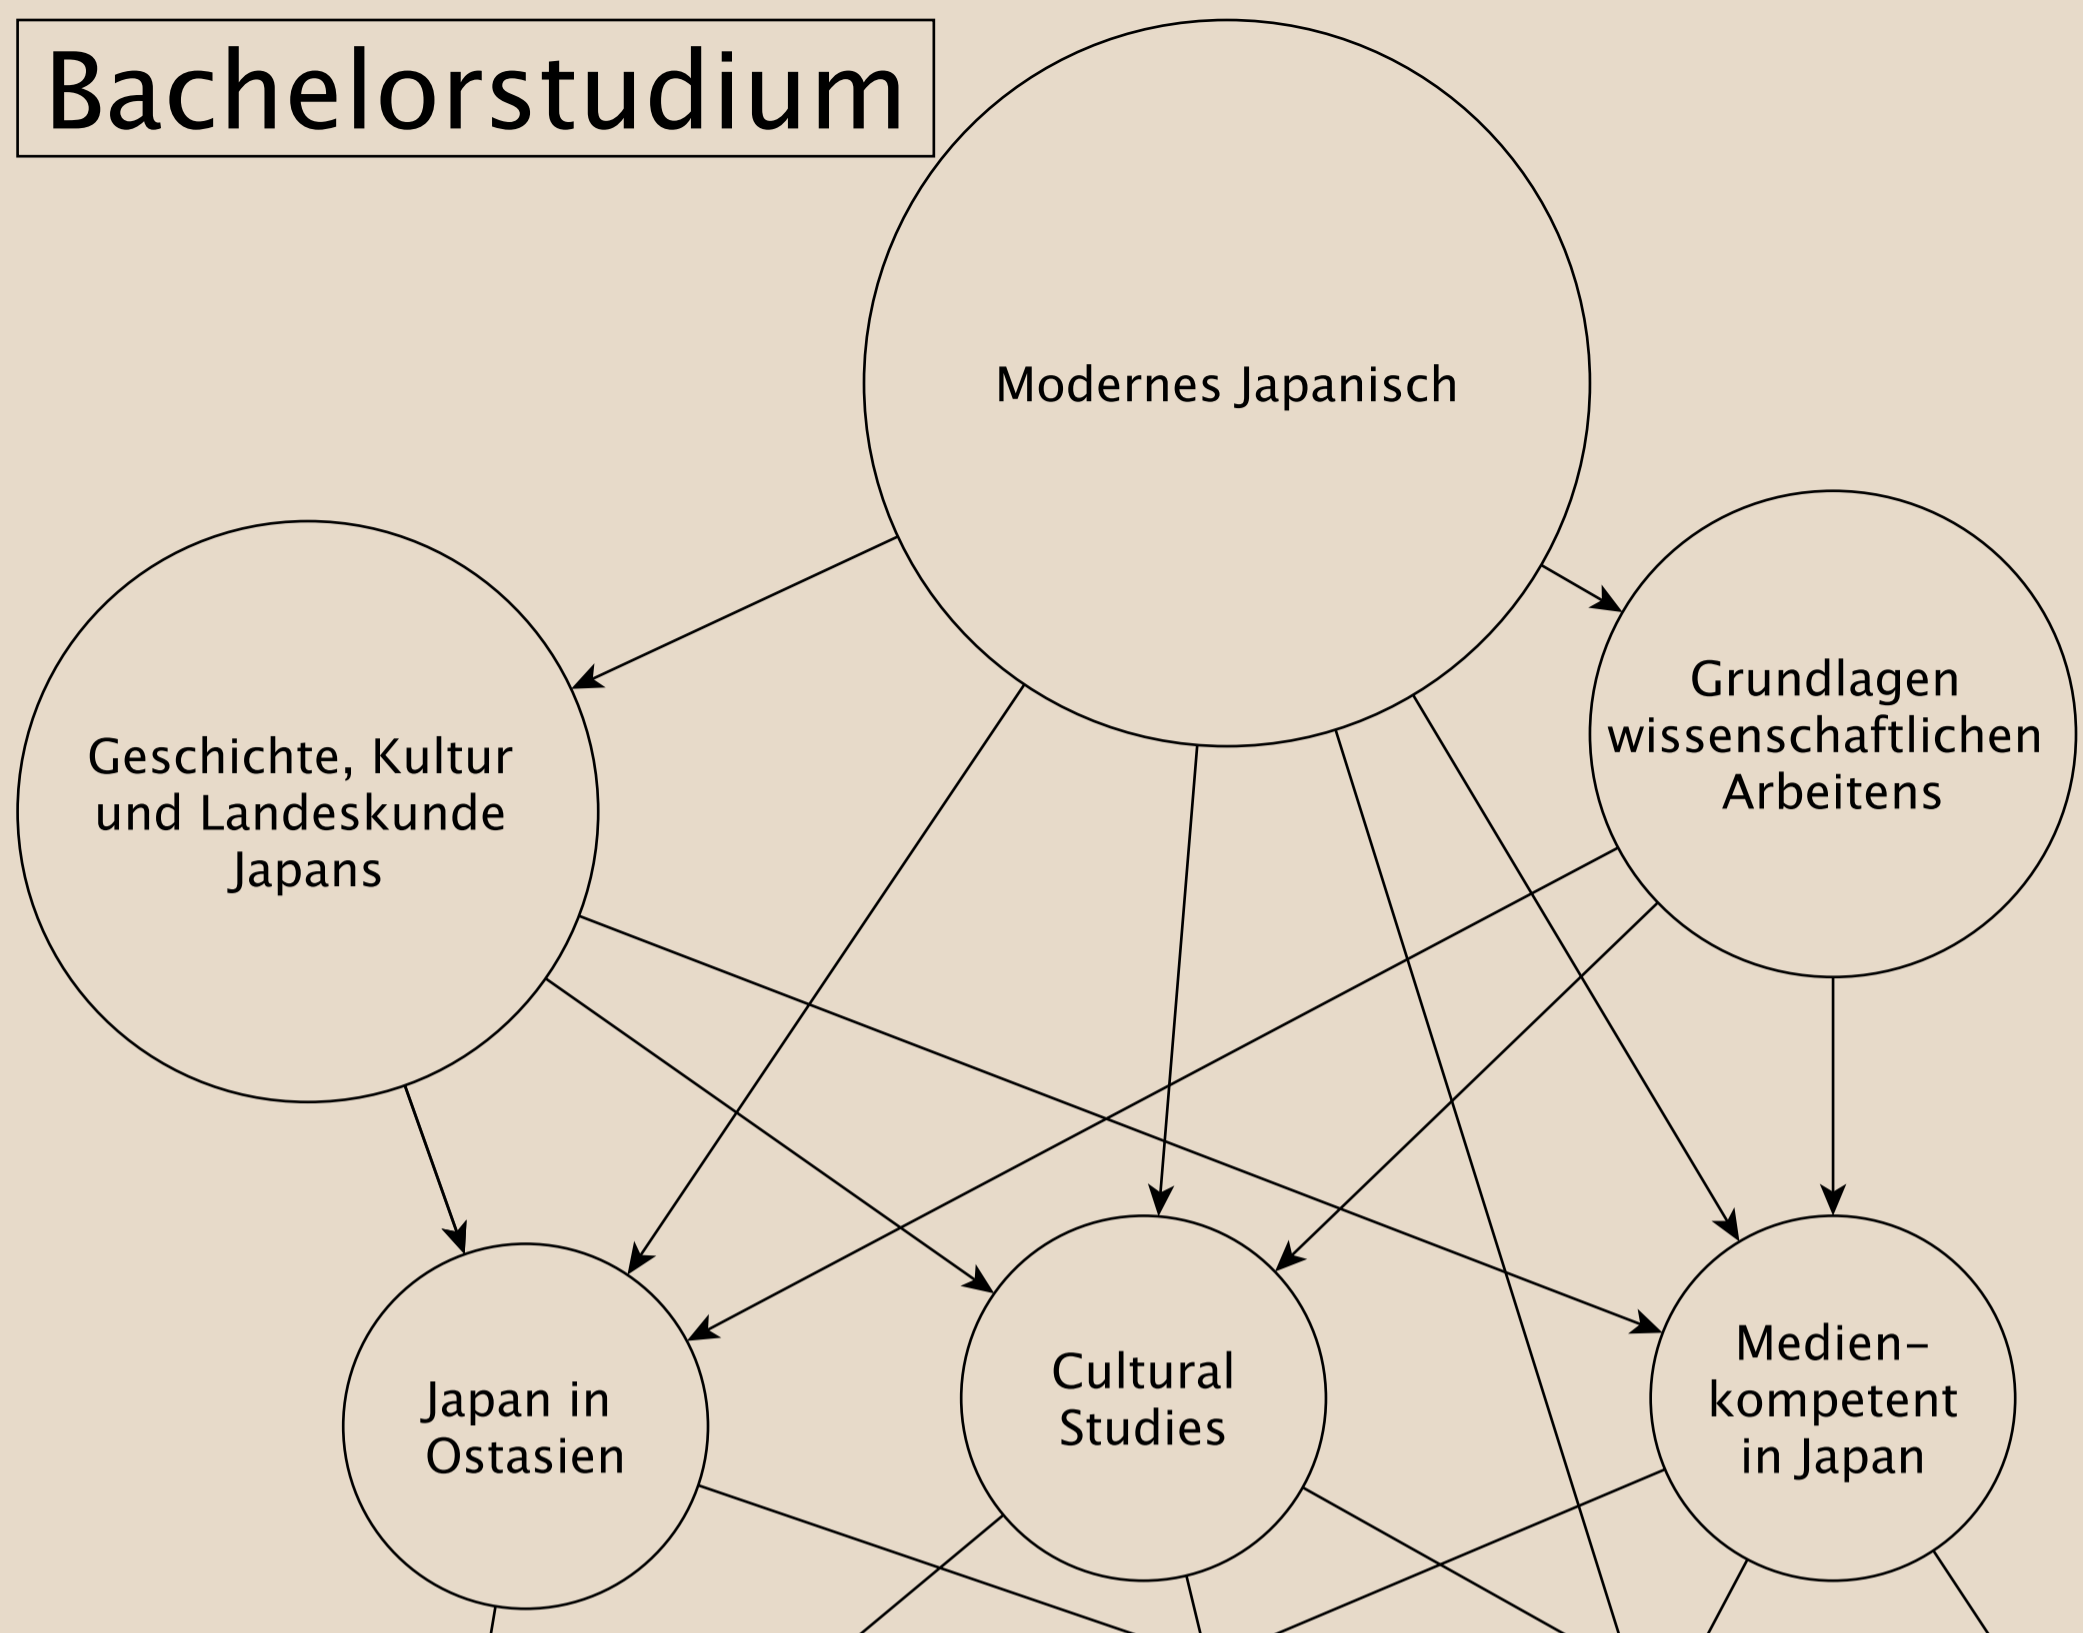 Bachelorstudium
Modernes Japanisch
Grundlagen
wissenschaftlichen
Arbeitens
Geschichte, Kultur
und Landeskunde
Japans
Japan in
Ostasien
Cultural
Studies
Medien-
kompetent
in Japan